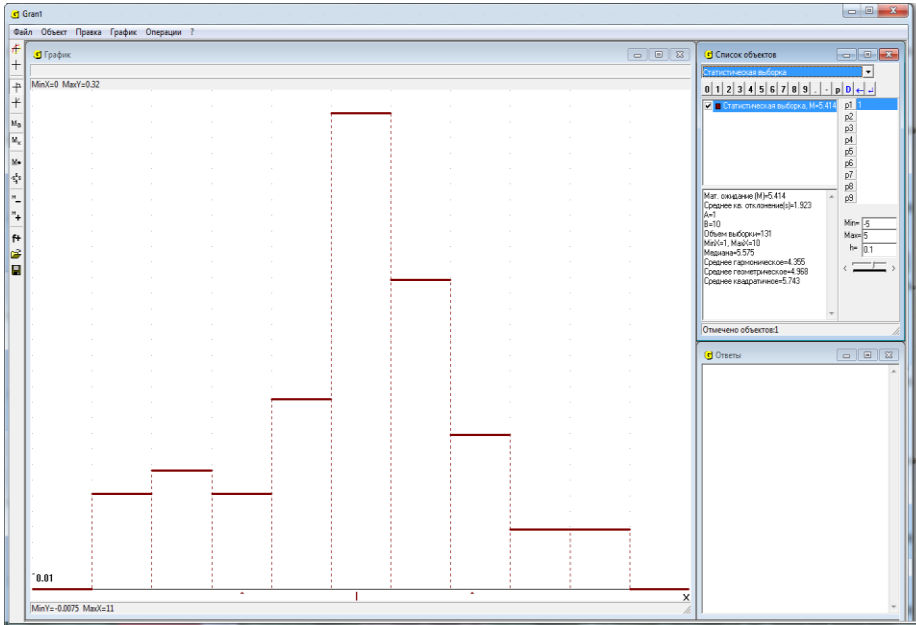 Gran1
Файл Объект Правка График Операции ?
График
MinX=0 MaxY=0.32
0.01
X
MinY=-0.0075 MaxX=11
Список объектов
Статистическая выборка
0 1 2 3 4 5 6 7 8 9 . - p D ← ↲
Статистическая выборка, M=5.414
p1 1
p2
p3
p4
p5
p6
p7
p8
p9
Мат. ожидание (M)=5.414
Среднее кв. отклонение(s)=1.923
A=1
B=10
Объем выборки=131
MinX=1, MaxX=10
Медиана=5.575
Среднее гармоническое=4.355
Среднее геометрическое=4.968
Среднее квадратичное=5.743
Min= -5
Max= 5
h= 0.1
< >
Отмечено объектов:1
Ответы